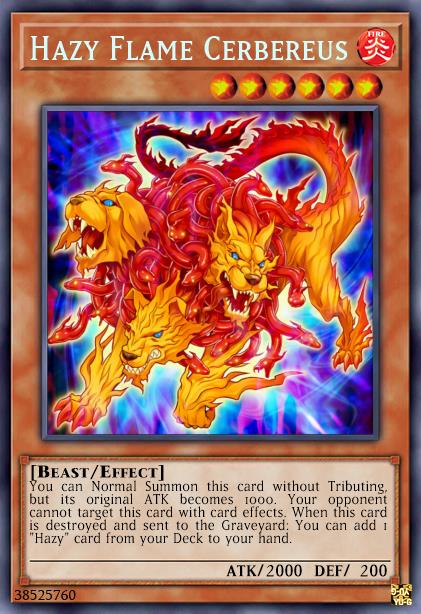 Hazy Flame Cerbereus
FIRE
炎
[Beast/Effect]
You can Normal Summon this card without Tributing,
but its original ATK becomes 1000. Your opponent
cannot target this card with card effects. When this card
is destroyed and sent to the Graveyard: You can add 1
"Hazy" card from your Deck to your hand.
ATK/2000 DEF/ 200
38525760